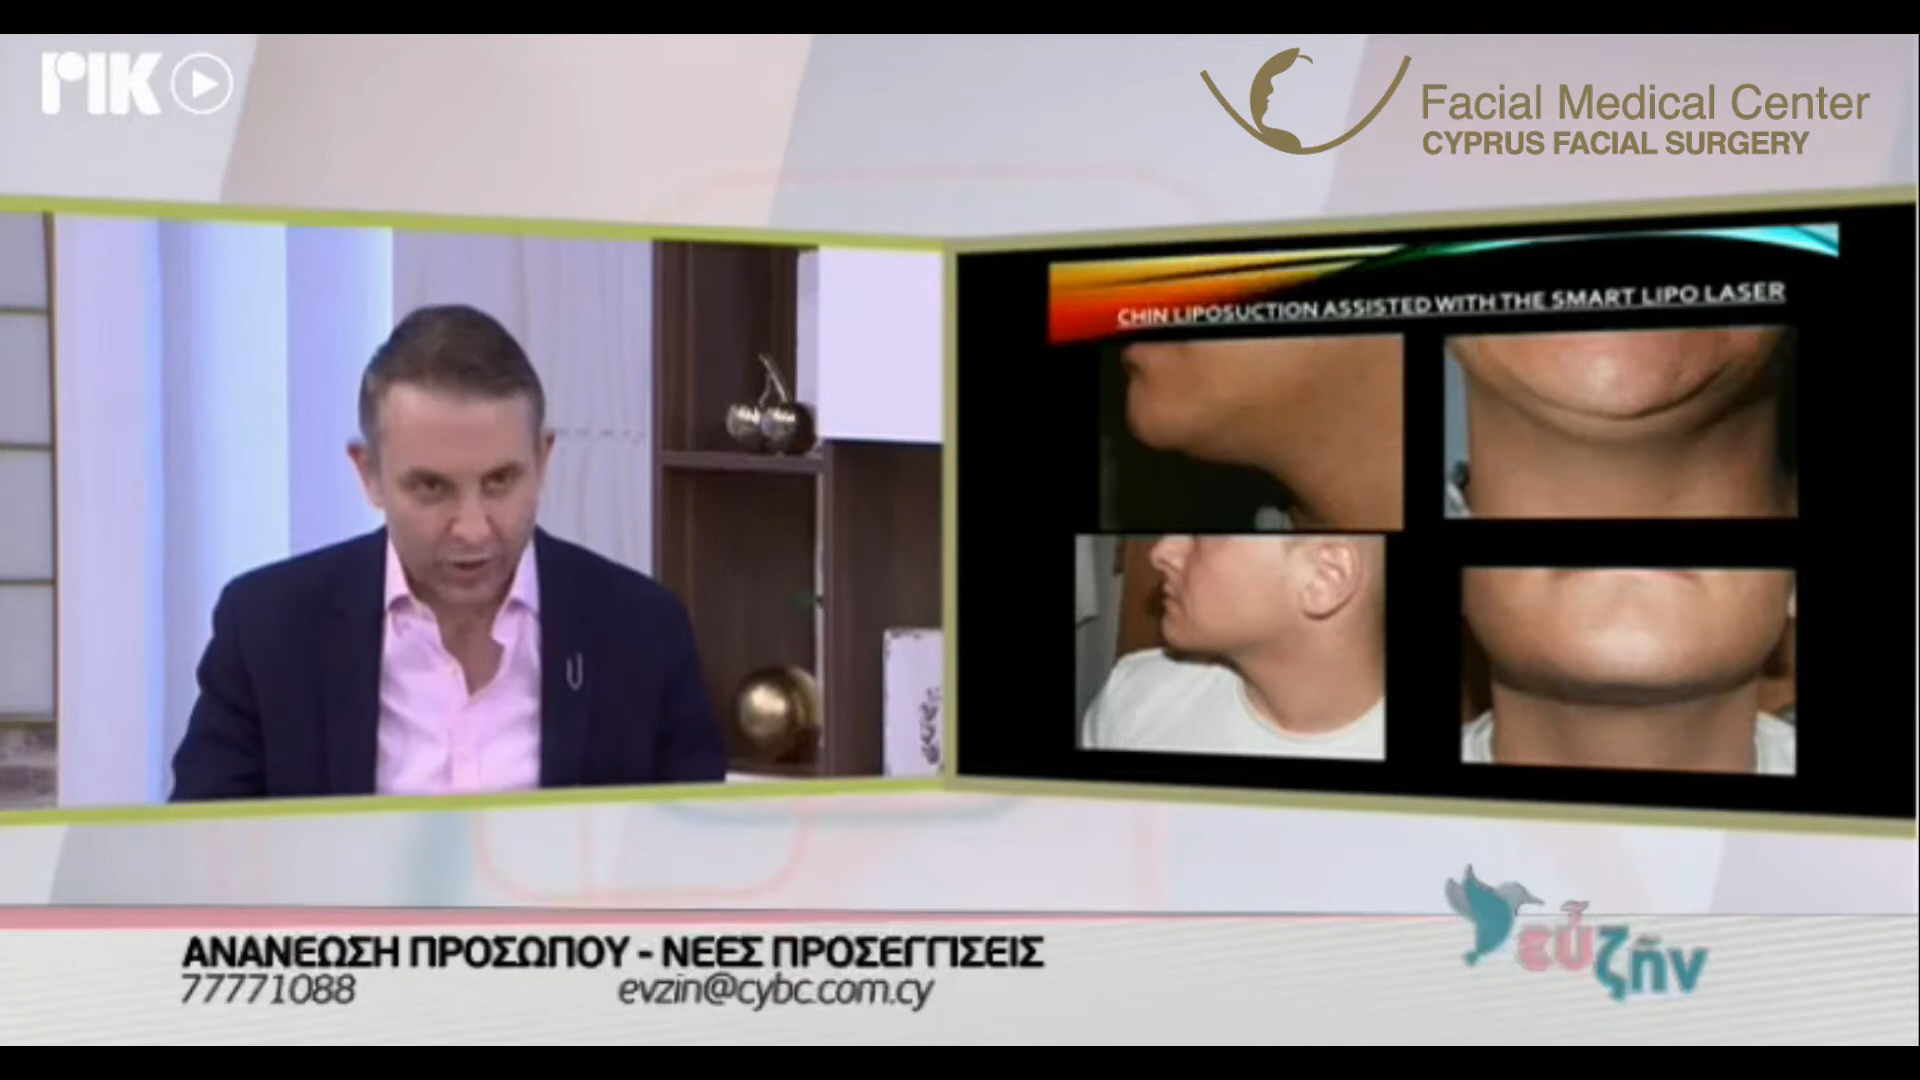 ΡΙΚ
Facial Medical Center
CYPRUS FACIAL SURGERY
CHIN LIPOSUCTION ASSISTED WITH THE SMART LIPO LASER
ΑΝΑΝΕΩΣΗ ΠΡΟΣΩΠΟΥ - ΝΕΕΣ ΠΡΟΣΕΓΓΙΣΕΙΣ
77771088
evzin@cybc.com.cy
εὖ ζῆν